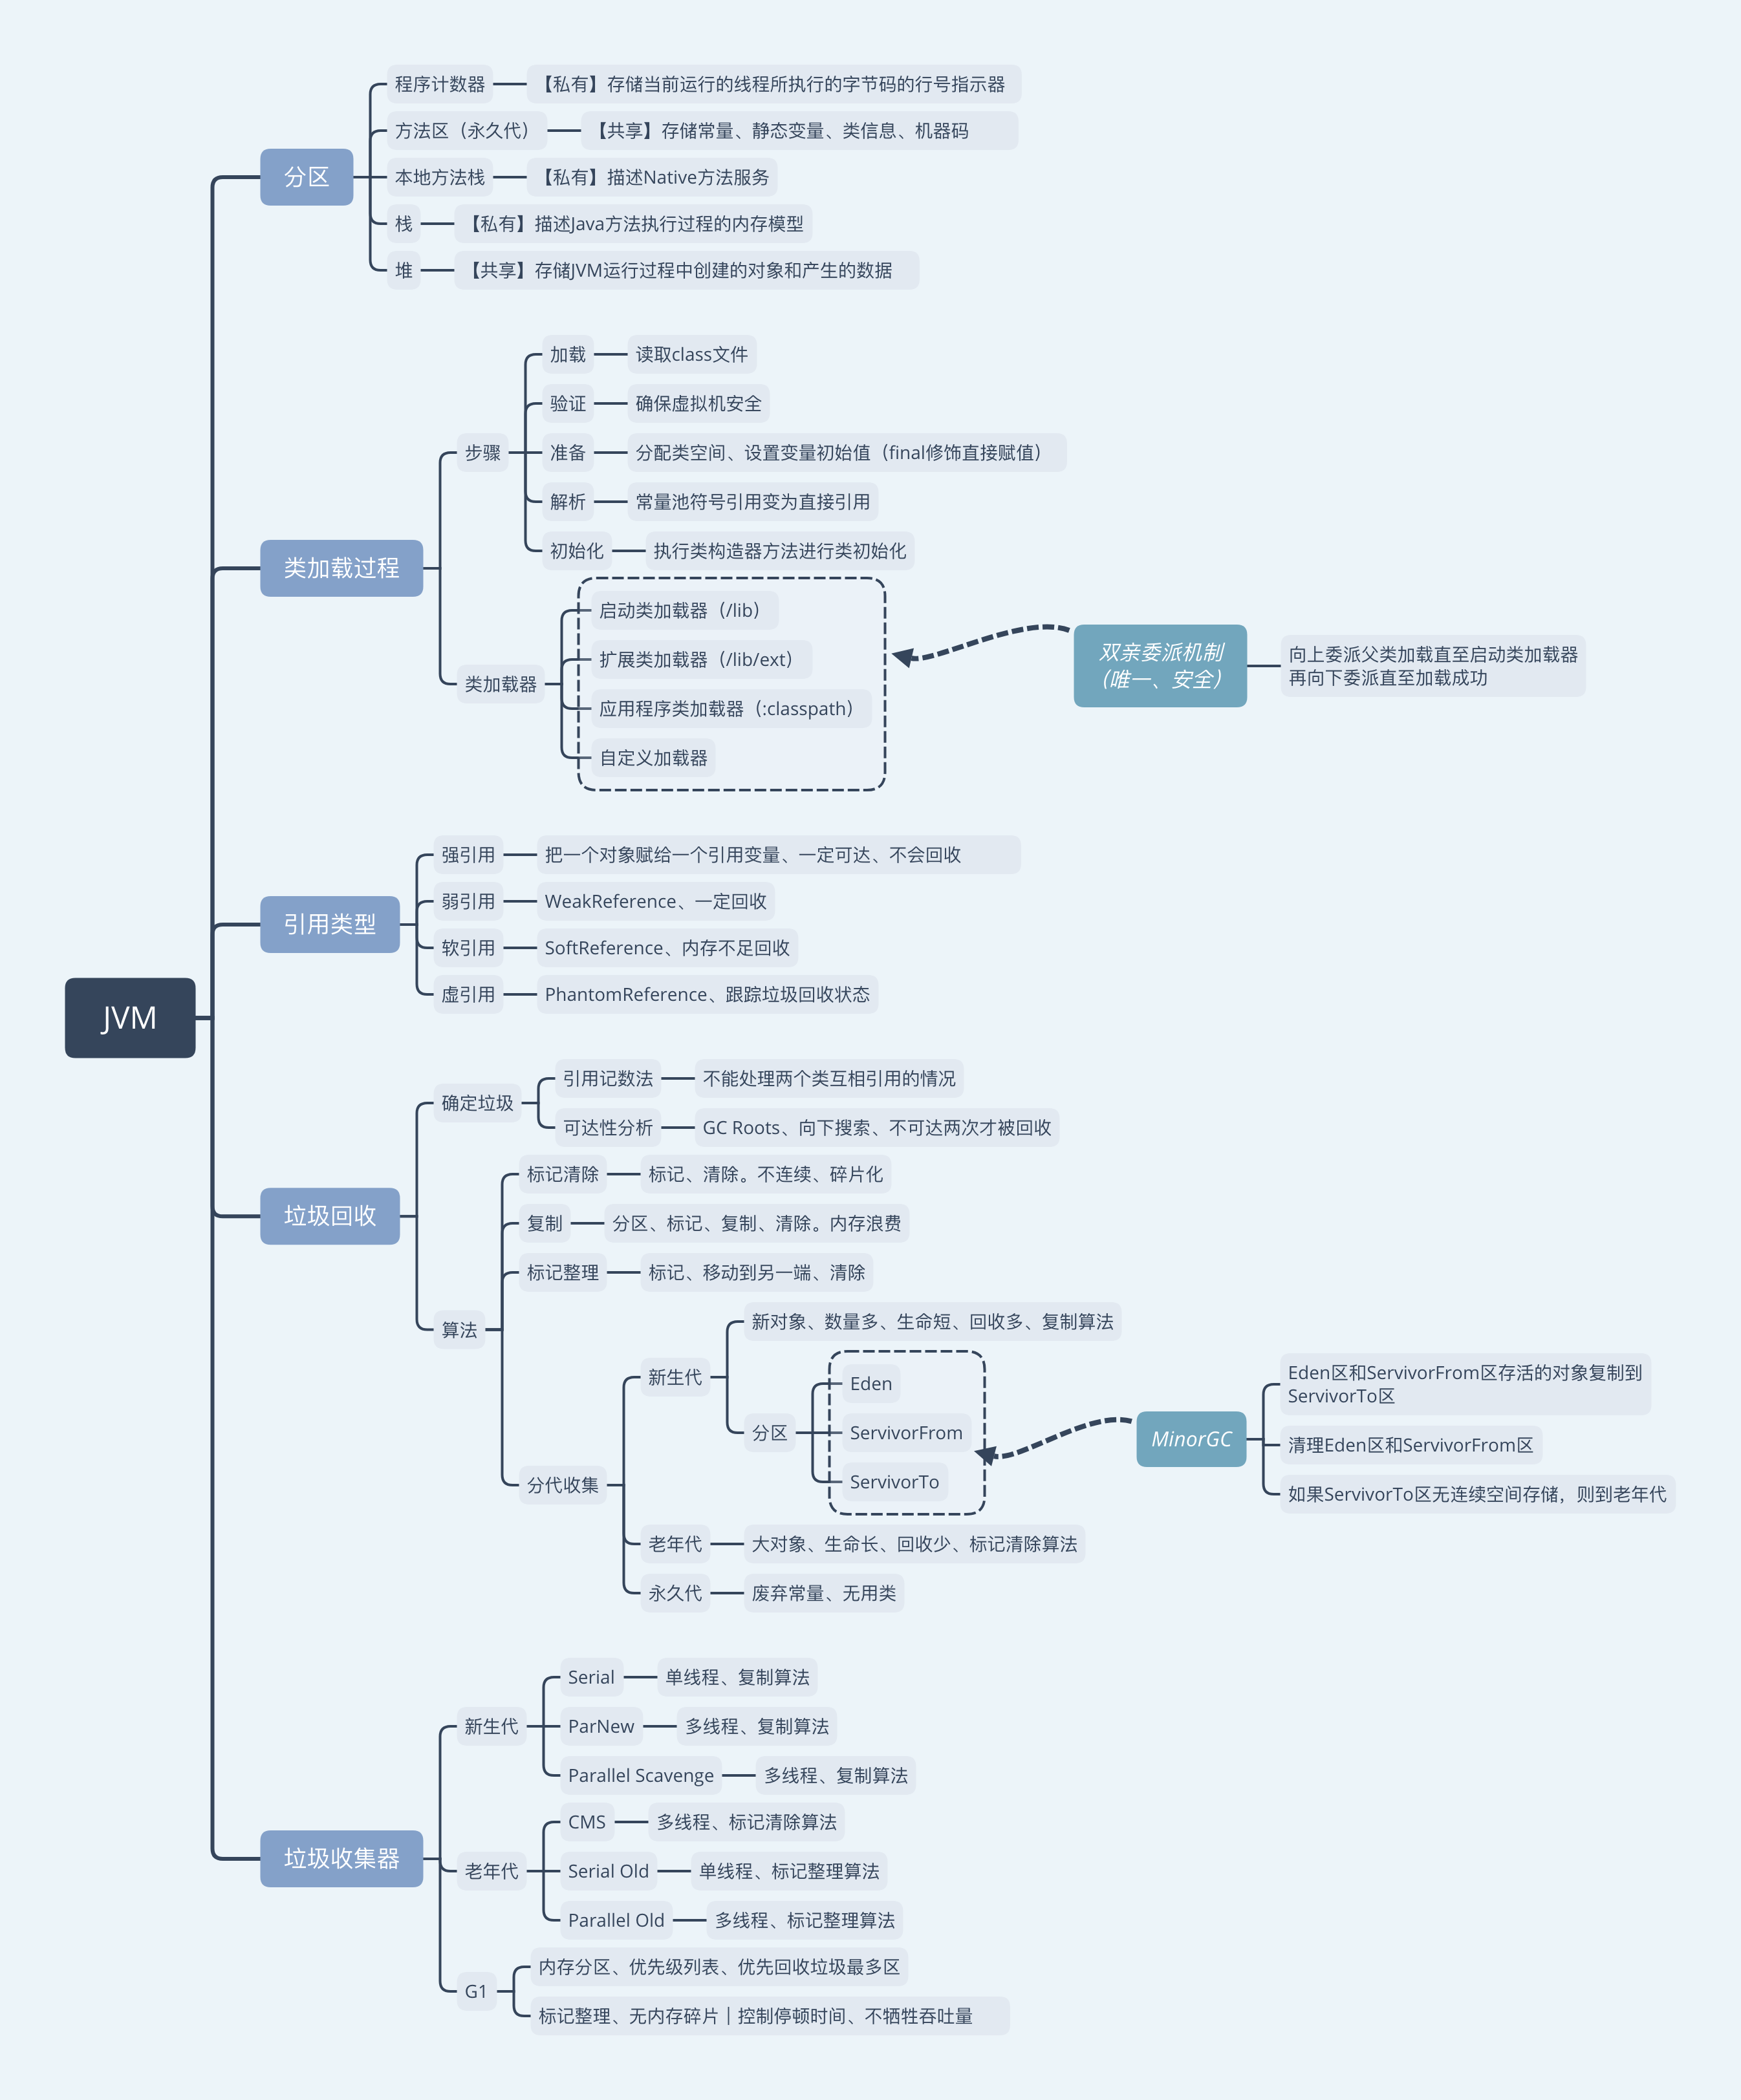 JVM
分区
程序计数器
【私有】存储当前运行的线程所执行的字节码的行号指示器
方法区（永久代）
【共享】存储常量、静态变量、类信息、机器码
本地方法栈
【私有】描述Native方法服务
栈
【私有】描述Java方法执行过程的内存模型
堆
【共享】存储JVM运行过程中创建的对象和产生的数据
类加载过程
步骤
加载
读取class文件
验证
确保虚拟机安全
准备
分配类空间、设置变量初始值（final修饰直接赋值）
解析
常量池符号引用变为直接引用
初始化
执行类构造器方法进行类初始化
类加载器
启动类加载器（/lib）
扩展类加载器（/lib/ext）
应用程序类加载器（:classpath）
自定义加载器
双亲委派机制
（唯一、安全）
向上委派父类加载直至启动类加载器
再向下委派直至加载成功
引用类型
强引用
把一个对象赋给一个引用变量、一定可达、不会回收
弱引用
WeakReference、一定回收
软引用
SoftReference、内存不足回收
虚引用
PhantomReference、跟踪垃圾回收状态
垃圾回收
确定垃圾
引用记数法
不能处理两个类互相引用的情况
可达性分析
GC Roots、向下搜索、不可达两次才被回收
算法
标记清除
标记、清除。不连续、碎片化
复制
分区、标记、复制、清除。内存浪费
标记整理
标记、移动到另一端、清除
分代收集
新生代
新对象、数量多、生命短、回收多、复制算法
分区
Eden
ServivorFrom
ServivorTo
MinorGC
Eden区和ServivorFrom区存活的对象复制到
ServivorTo区
清理Eden区和ServivorFrom区
如果ServivorTo区无连续空间存储，则到老年代
老年代
大对象、生命长、回收少、标记清除算法
永久代
废弃常量、无用类
垃圾收集器
新生代
Serial
单线程、复制算法
ParNew
多线程、复制算法
Parallel Scavenge
多线程、复制算法
老年代
CMS
多线程、标记清除算法
Serial Old
单线程、标记整理算法
Parallel Old
多线程、标记整理算法
G1
内存分区、优先级列表、优先回收垃圾最多区
标记整理、无内存碎片｜控制停顿时间、不牺牲吞吐量